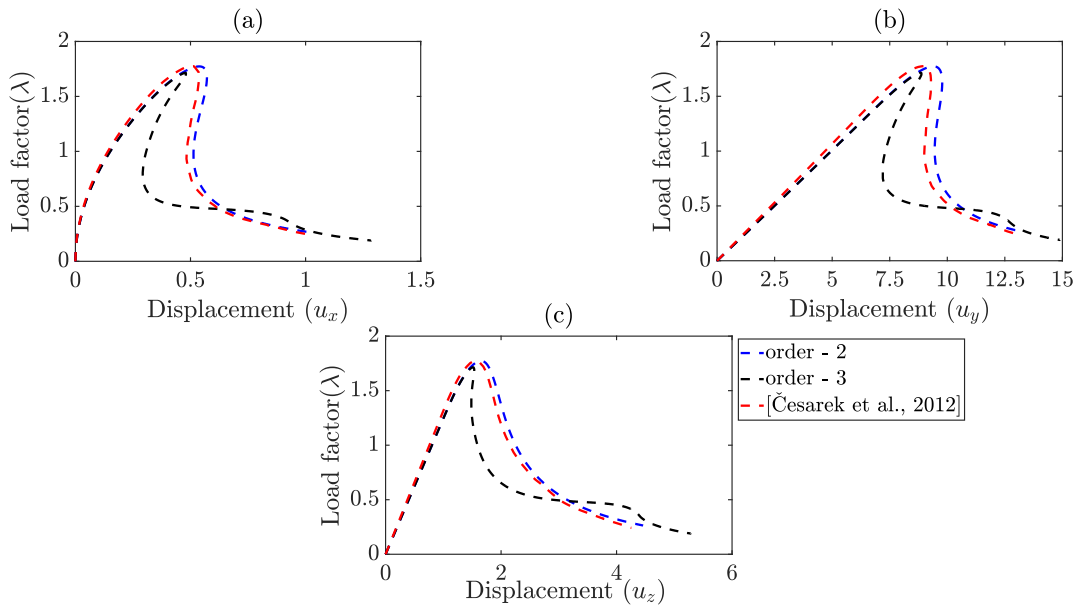 (a)
2
1.5
1
0.5
0
0
0.5
1
1.5
Load factor(λ)
Displacement (u_x)
(b)
2
1.5
1
0.5
0
0
2.5
5
7.5
10
12.5
15
Load factor(λ)
Displacement (u_y)
(c)
2
1.5
1
0.5
0
0
2
4
6
Load factor(λ)
Displacement (u_z)
order - 2
order - 3
[Česarek et al., 2012]